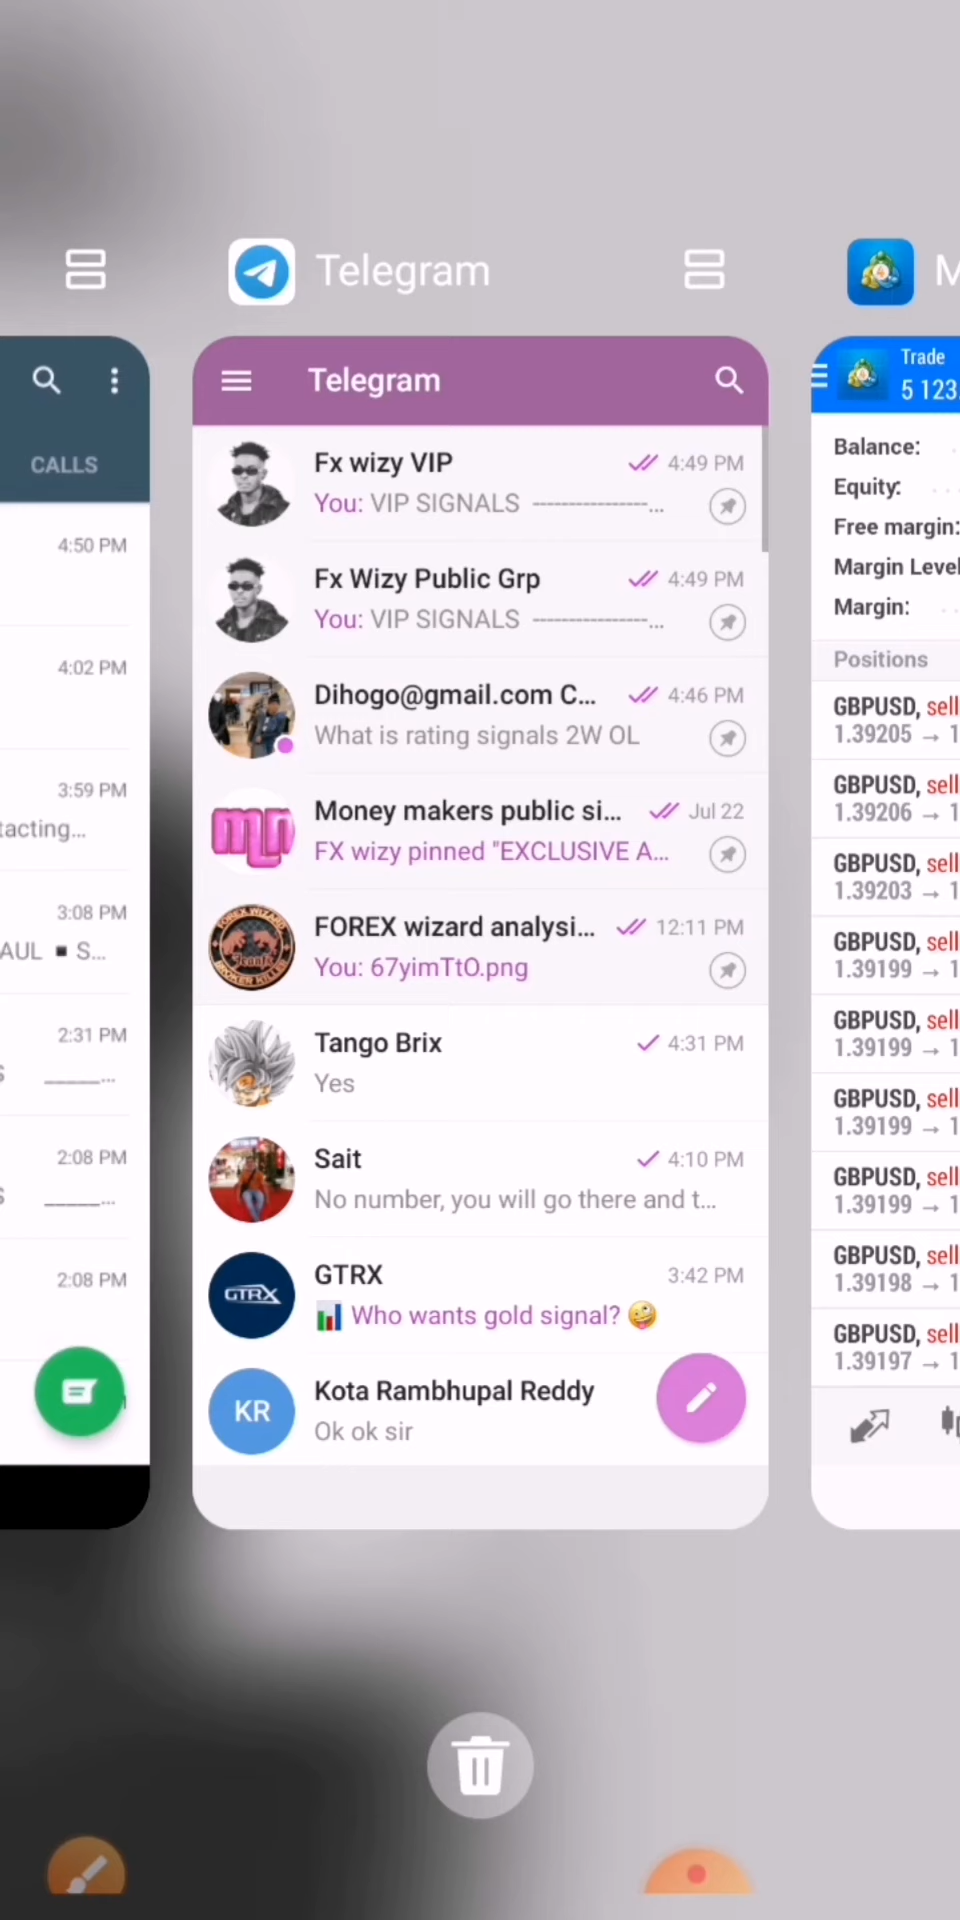 Telegram
M
CALLS
4:50 PM
4:02 PM
3:59 PM
tacting...
3:08 PM
AUL ▪ S...
2:31 PM
2:08 PM
2:08 PM
Telegram
Fx wizy VIP 4:49 PM
You: VIP SIGNALS ----------------...
Fx Wizy Public Grp 4:49 PM
You: VIP SIGNALS ----------------...
Dihogo@gmail.com C... 4:46 PM
What is rating signals 2W OL
Money makers public si... Jul 22
FX wizy pinned "EXCLUSIVE A...
FOREX wizard analysi... 12:11 PM
You: 67yimTtO.png
Tango Brix 4:31 PM
Yes
Sait 4:10 PM
No number, you will go there and t...
GTRX
GTRX 3:42 PM
📊 Who wants gold signal? 🤪
KR
Kota Rambhupal Reddy
Ok ok sir
Trade
5 123.
Balance:
Equity:
Free margin:
Margin Level
Margin:
Positions
GBPUSD, sell
1.39205 → 1
GBPUSD, sell
1.39206 → 1
GBPUSD, sell
1.39203 → 1
GBPUSD, sell
1.39199 → 1
GBPUSD, sell
1.39199 → 1
GBPUSD, sell
1.39199 → 1
GBPUSD, sell
1.39199 → 1
GBPUSD, sell
1.39198 → 1
GBPUSD, sell
1.39197 → 1